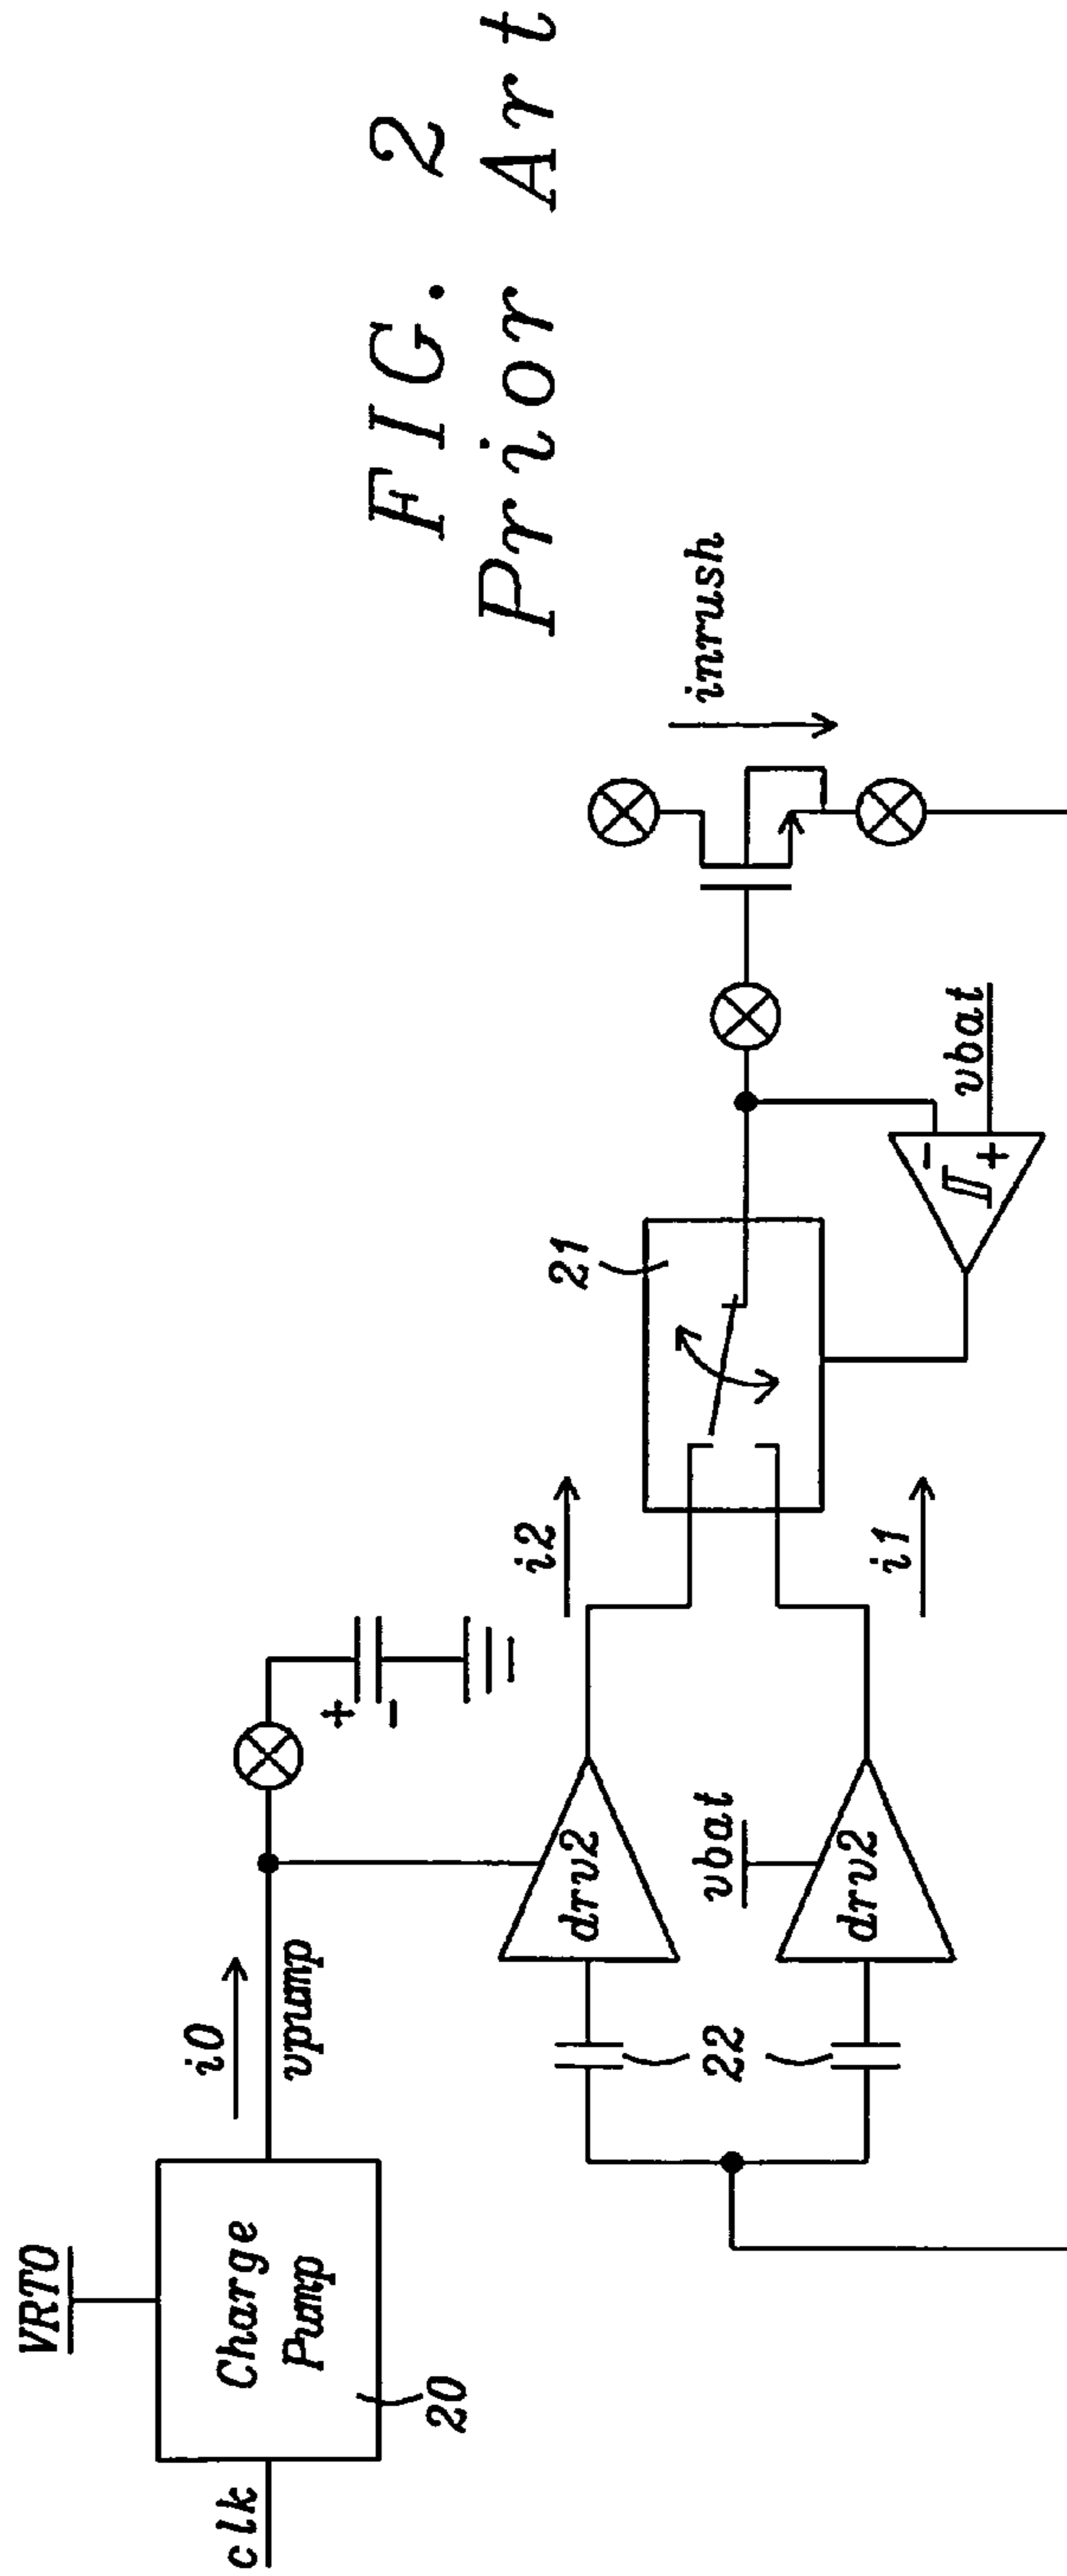 VRTO
clk
Charge
Pump
20
i0
vpump
+
-
drv2
vbat
drv2
22
i2
i1
21
-
+
vbat
inrush
FIG. 2
Prior Art